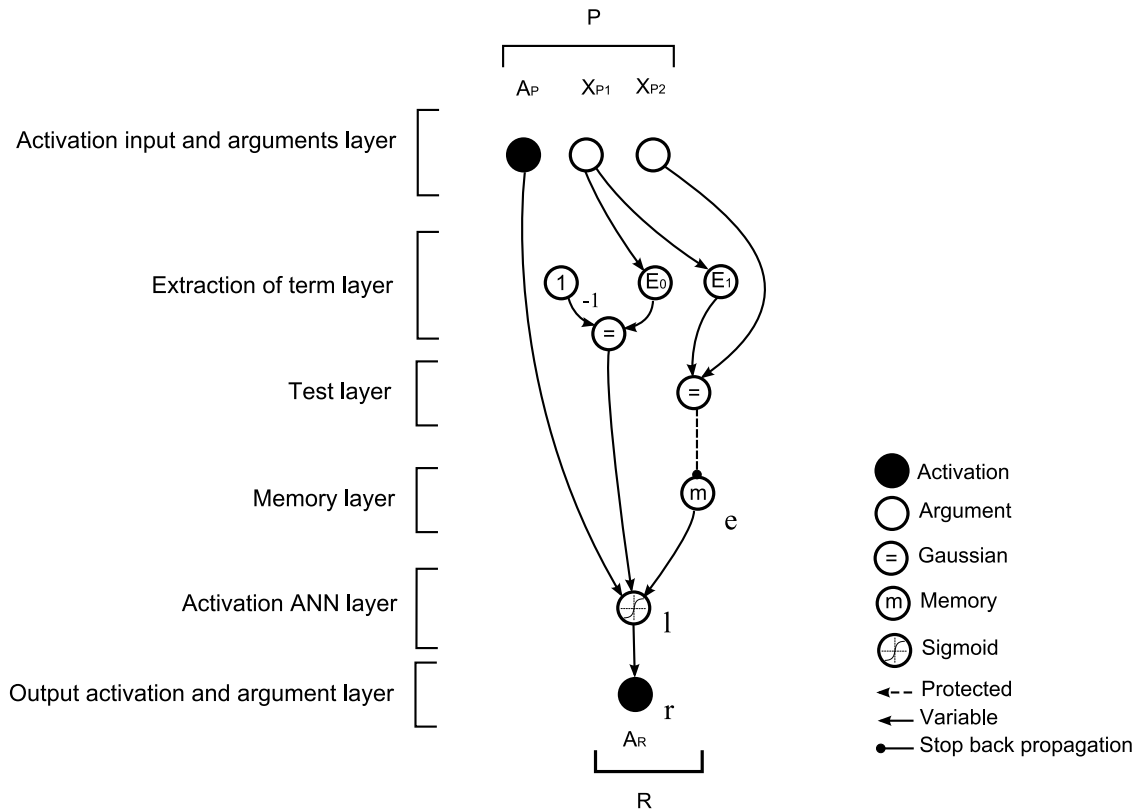 P
AP XP1 XP2
Activation input and arguments layer
Extraction of term layer
1 E0 E1
-1
=
Test layer
=
Memory layer
m
e
Activation ANN layer
l
Output activation and argument layer
r
AR
R
Activation
Argument
= Gaussian
m Memory
Sigmoid
Protected
Variable
Stop back propagation